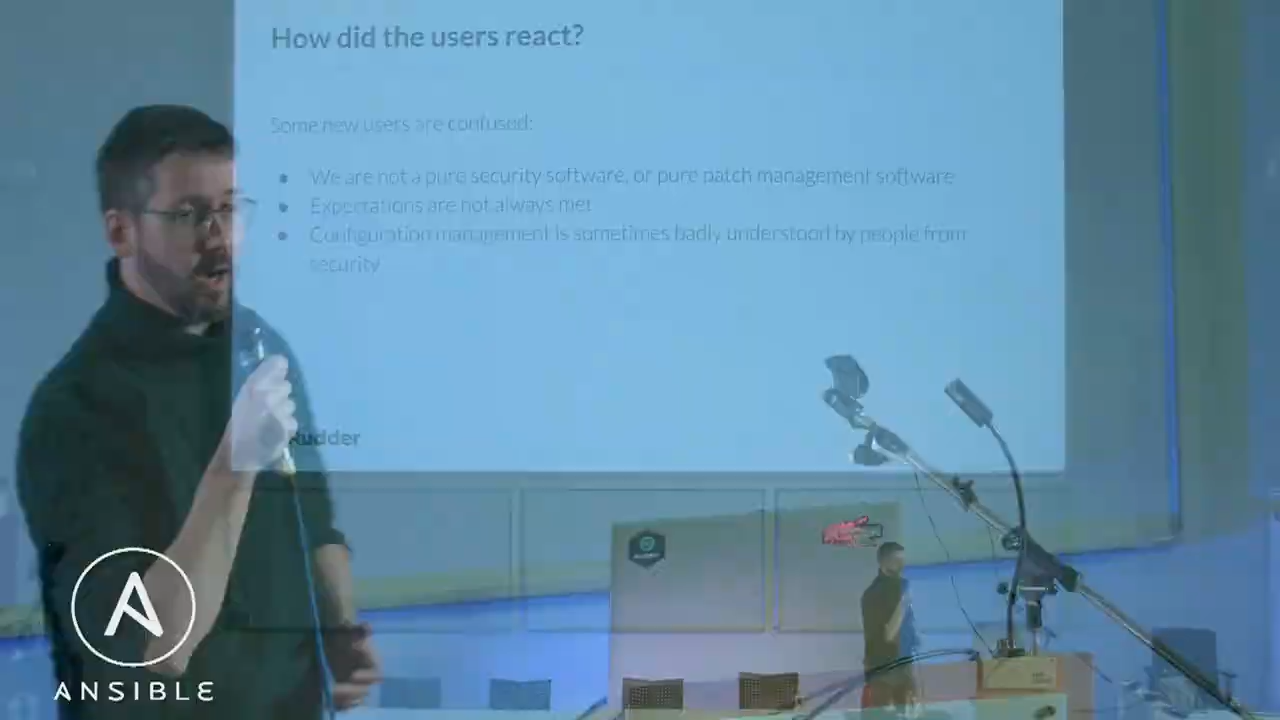 How did the users react?
Some new users are confused:
• We are not a pure security software, or pure patch management software
• Expectations are not always met
• Configuration management is sometimes badly understood by people from
security
Rudder
ANSIBLE